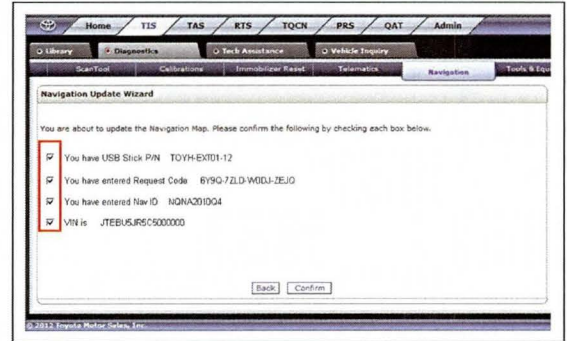 Home TIS TAS RTS TQCN PRS QAT Admin
Library Diagnostics Tech Assistance Vehicle Inquiry
ScanTool Calibrations Immobilizer Reset Telematics Navigation Tools & Equ
Navigation Update Wizard
You are about to update the Navigation Map. Please confirm the following by checking each box below.
You have USB Stick P/N TOYH-EXT01-12
You have entered Request Code 6Y9Q-7ZLD-W0DJ-ZEJQ
You have entered Nav ID NQNA2010Q4
VIN is JTEBU5JR5C5000000
Back Confirm
© 2012 Toyota Motor Sales, Inc.